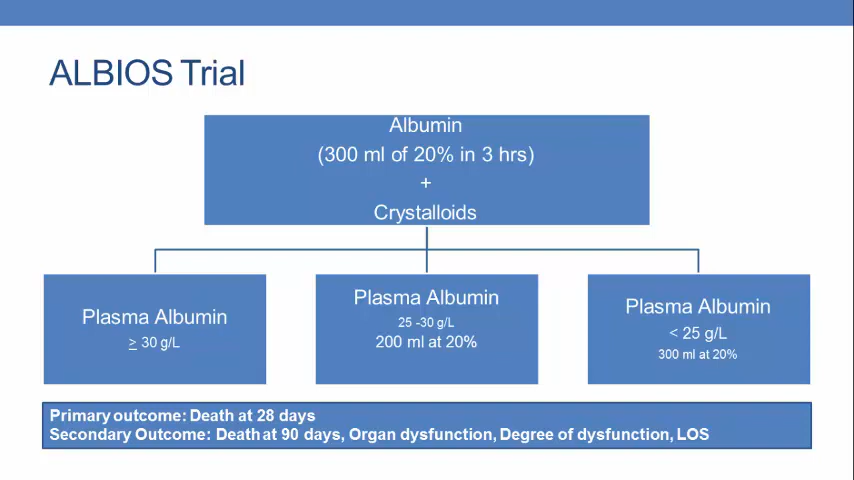 ALBIOS Trial
Albumin
(300 ml of 20% in 3 hrs)
+
Crystalloids
Plasma Albumin
≥ 30 g/L
Plasma Albumin
25 -30 g/L
200 ml at 20%
Plasma Albumin
< 25 g/L
300 ml at 20%
Primary outcome: Death at 28 days
Secondary Outcome: Death at 90 days, Organ dysfunction, Degree of dysfunction, LOS